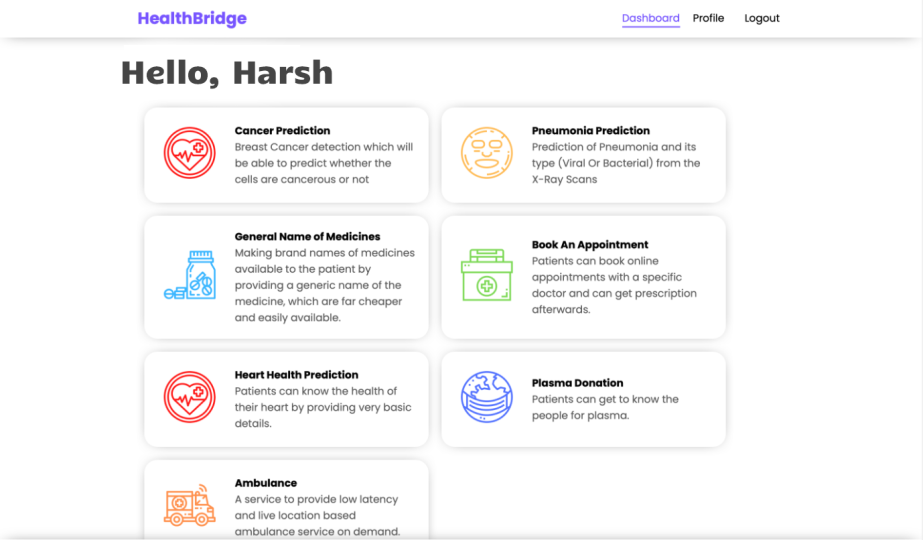 HealthBridge
Dashboard Profile Logout
Hello, Harsh
Cancer Prediction
Breast Cancer detection which will
be able to predict whether the
cells are cancerous or not
Pneumonia Prediction
Prediction of Pneumonia and its
type (Viral Or Bacterial) from the
X-Ray Scans
General Name of Medicines
Making brand names of medicines
available to the patient by
providing a generic name of the
medicine, which are far cheaper
and easily available.
Book An Appointment
Patients can book online
appointments with a specific
doctor and can get prescription
afterwards.
Heart Health Prediction
Patients can know the health of
their heart by providing very basic
details.
Plasma Donation
Patients can get to know the
people for plasma.
Ambulance
A service to provide low latency
and live location based
ambulance service on demand.